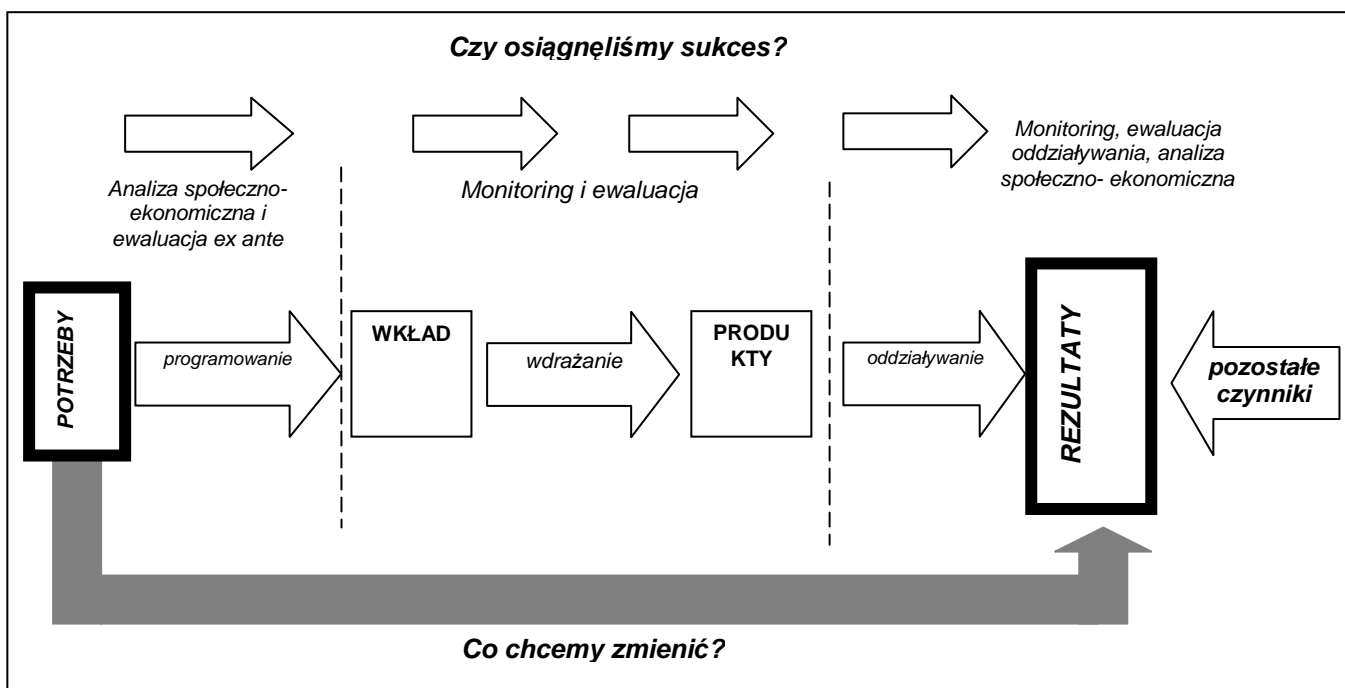 Czy osiągnęliśmy sukces?
Analiza społeczno-
ekonomiczna i
ewaluacja ex ante
Monitoring i ewaluacja
Monitoring, ewaluacja
oddziaływania, analiza
społeczno- ekonomiczna
POTRZEBY
programowanie
WKŁAD
wdrażanie
PRODU
KTY
oddziaływanie
REZULTATY
pozostałe
czynniki
Co chcemy zmienić?